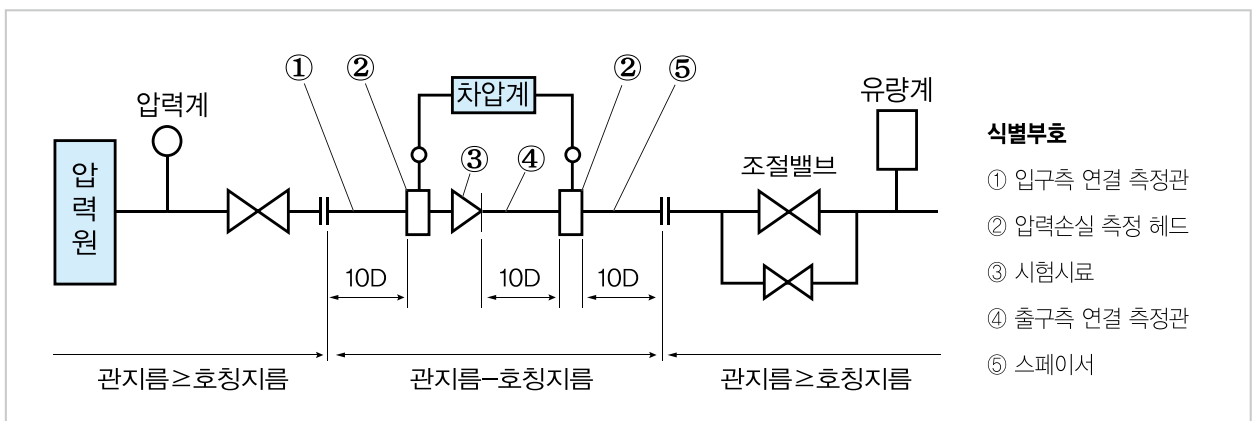 ① ② ② ⑤
차압계
압력계
유량계
③ ④
조절밸브
압력원
10D 10D 10D
관지름≥호칭지름 관지름−호칭지름 관지름≥호칭지름
식별부호
① 입구측 연결 측정관
② 압력손실 측정 헤드
③ 시험시료
④ 출구측 연결 측정관
⑤ 스페이서